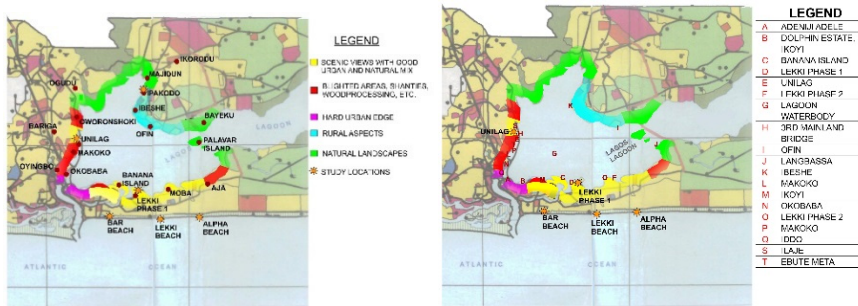 IKORODU
MAJIDUN
OGUDU
PAKODO
IBESHE
OWORONSHOKI
BAYEKU
BARIGA
OFIN
UNILAG
LAGOON
LAGOS
PALAVAR
ISLAND
MAKOKO
OYINGBO
OKOBABA
BANANA
ISLAND
MOBA
AJA
LEKKI
PHASE 1
BAR
BEACH
LEKKI
BEACH
ALPHA
BEACH
ATLANTIC
OCEAN
LEGEND
SCENIC VIEWS WITH GOOD
URBAN AND NATURAL MIX
BLIGHTED AREAS, SHANTIES,
WOODPROCESSING, ETC.
HARD URBAN EDGE
RURAL ASPECTS
NATURAL LANDSCAPES
STUDY LOCATIONS
K
UNILAG
H
I
LAGOS
LAGOON
G
B
M
C
D
O
F
LEKKI
PHASE 1
BAR
BEACH
LEKKI
BEACH
ALPHA
BEACH
ATLANTIC
OCEAN
LEGEND
A ADENIJI ADELE
B DOLPHIN ESTATE,
IKOYI
C BANANA ISLAND
D LEKKI PHASE 1
E UNILAG
F LEKKI PHASE 2
G LAGOON
WATERBODY
H 3RD MAINLAND
BRIDGE
I OFIN
J LANGBASSA
K IBESHE
L MAKOKO
M IKOYI
N OKOBABA
O LEKKI PHASE 2
P MAKOKO
Q IDDO
S ILAJE
T EBUTE META